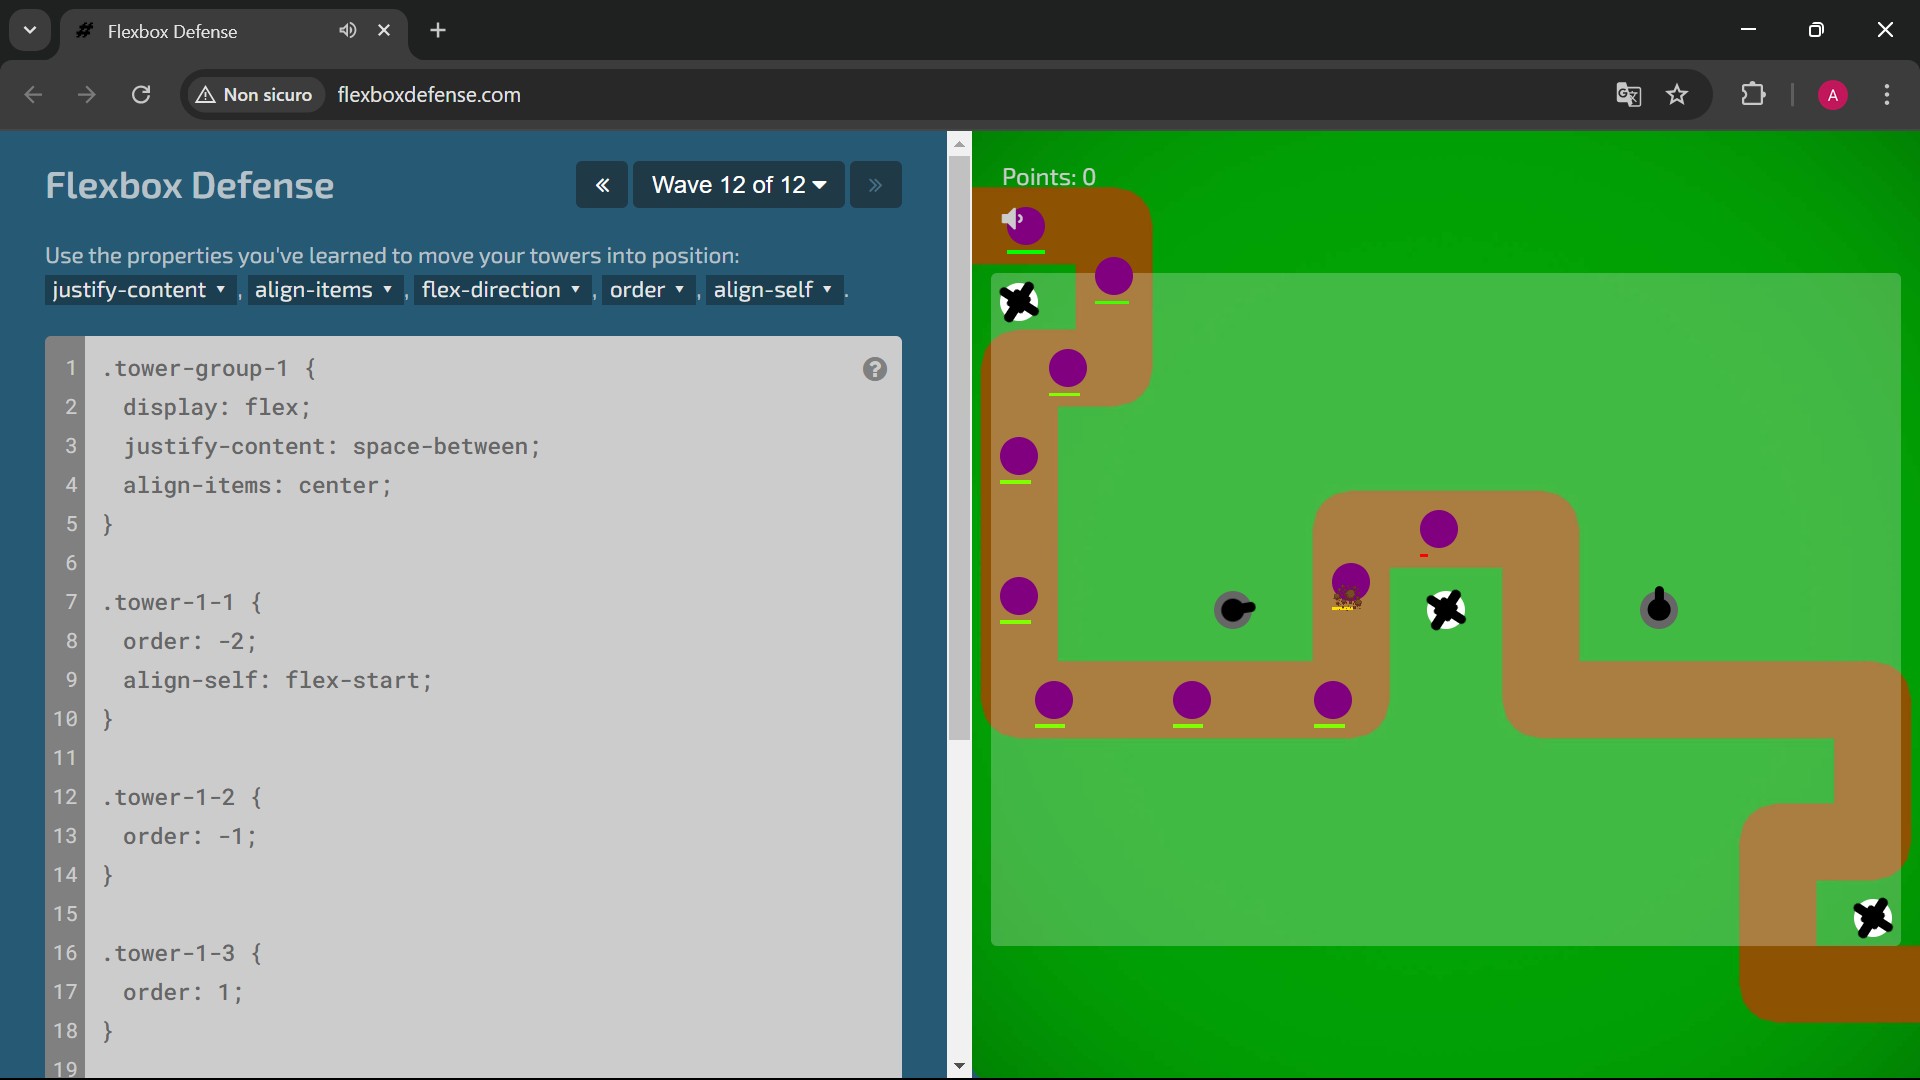 Flexbox Defense
Non sicuro
flexboxdefense.com
A
Flexbox Defense
«
Wave 12 of 12
»
Use the properties you've learned to move your towers into position:
justify-content ▾ , align-items ▾ , flex-direction ▾ , order ▾ , align-self ▾ .
1 .tower-group-1 {
?
2 display: flex;
3 justify-content: space-between;
4 align-items: center;
5 }
6
7 .tower-1-1 {
8 order: -2;
9 align-self: flex-start;
10 }
11
12 .tower-1-2 {
13 order: -1;
14 }
15
16 .tower-1-3 {
17 order: 1;
18 }
19
Points: 0